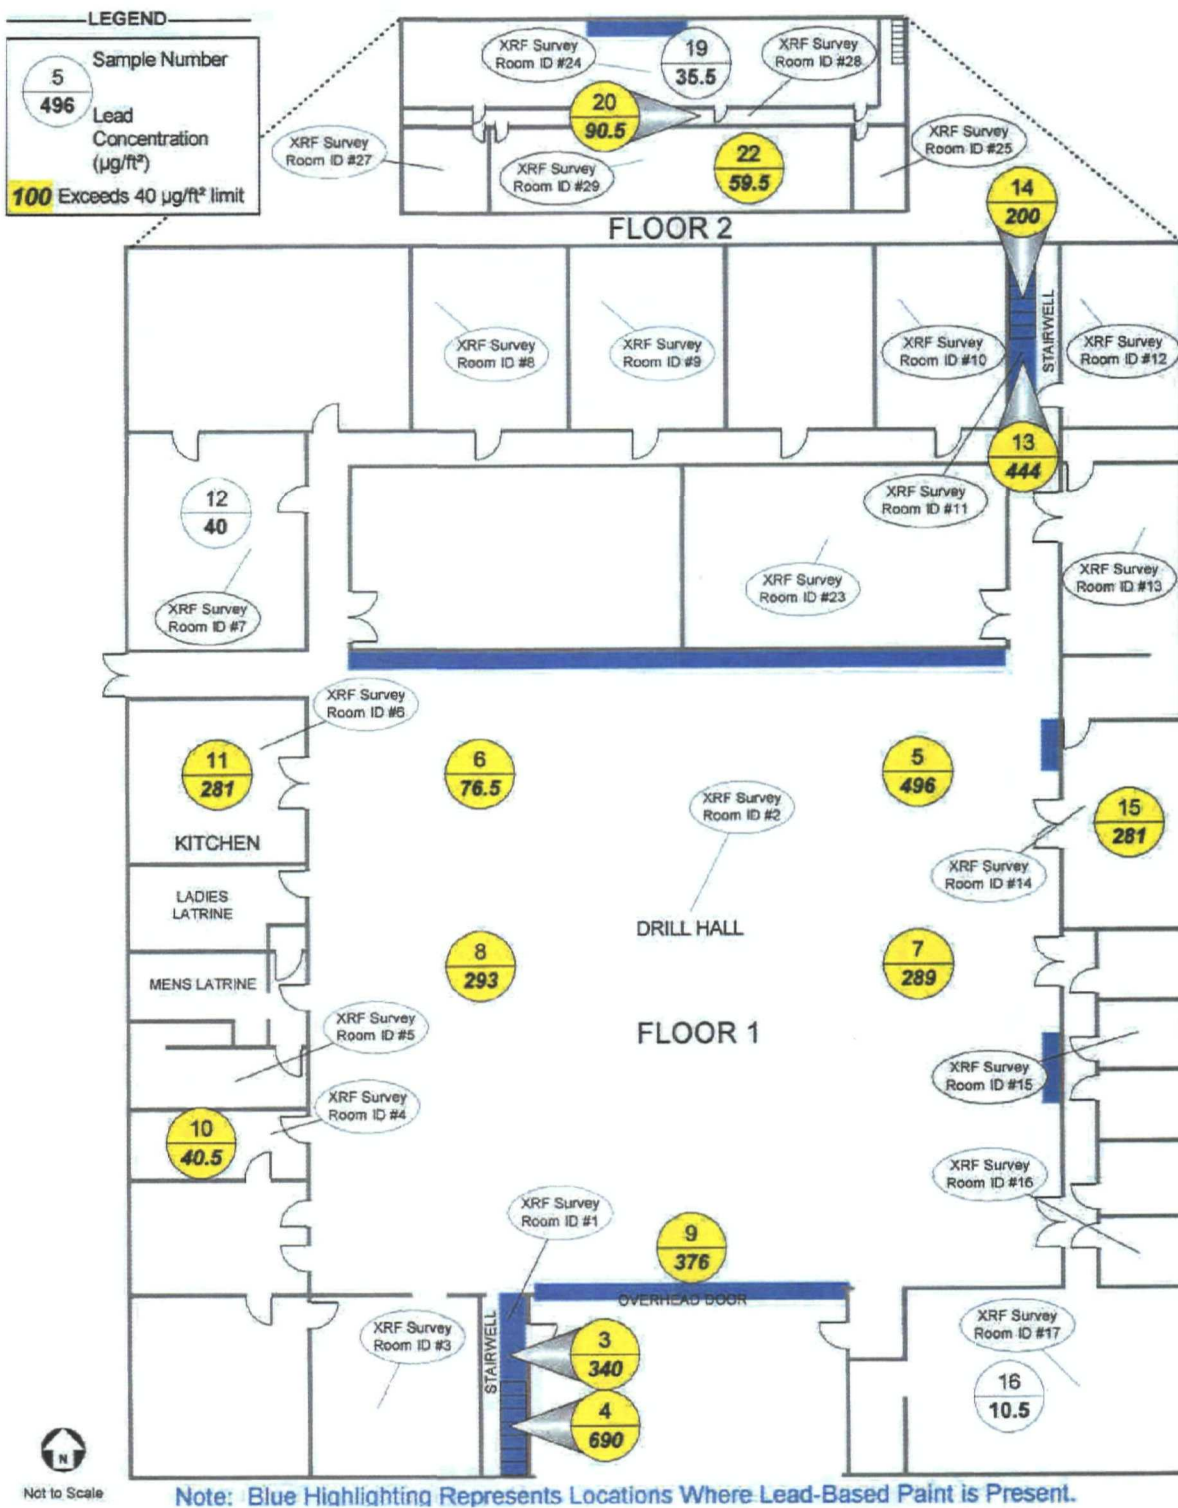 LEGEND
5
496
Sample Number
Lead
Concentration
(µg/ft²)
100 Exceeds 40 µg/ft² limit
XRF Survey
Room ID #24
19
35.5
XRF Survey
Room ID #28
20
90.5
XRF Survey
Room ID #27
XRF Survey
Room ID #29
22
59.5
XRF Survey
Room ID #25
FLOOR 2
14
200
STAIRWELL
XRF Survey
Room ID #8
XRF Survey
Room ID #9
XRF Survey
Room ID #10
XRF Survey
Room ID #12
13
444
XRF Survey
Room ID #11
12
40
XRF Survey
Room ID #7
XRF Survey
Room ID #23
XRF Survey
Room ID #13
XRF Survey
Room ID #6
11
281
KITCHEN
6
76.5
XRF Survey
Room ID #2
5
496
15
281
XRF Survey
Room ID #14
LADIES
LATRINE
DRILL HALL
MENS LATRINE
8
293
7
289
FLOOR 1
XRF Survey
Room ID #5
XRF Survey
Room ID #15
XRF Survey
Room ID #4
10
40.5
XRF Survey
Room ID #16
XRF Survey
Room ID #1
9
376
OVERHEAD DOOR
XRF Survey
Room ID #3
STAIRWELL
3
340
4
690
XRF Survey
Room ID #17
16
10.5
N
Not to Scale
Note: Blue Highlighting Represents Locations Where Lead-Based Paint is Present.